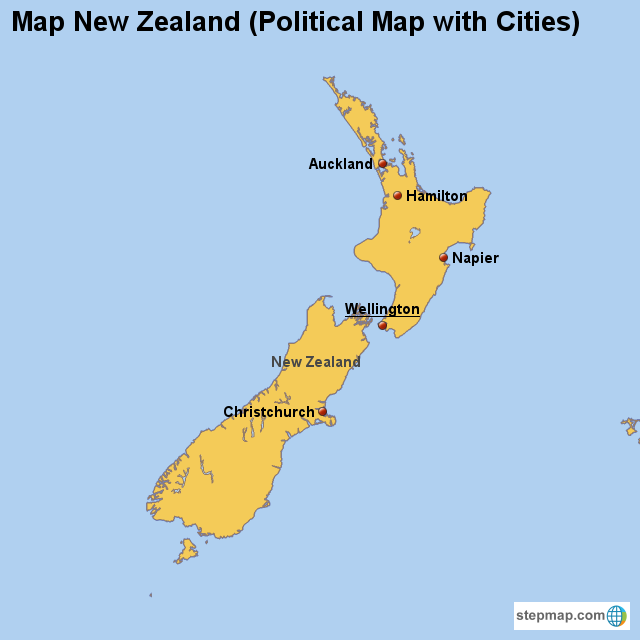 Map New Zealand (Political Map with Cities)
Auckland
Hamilton
Napier
Wellington
New Zealand
Christchurch
stepmap.com